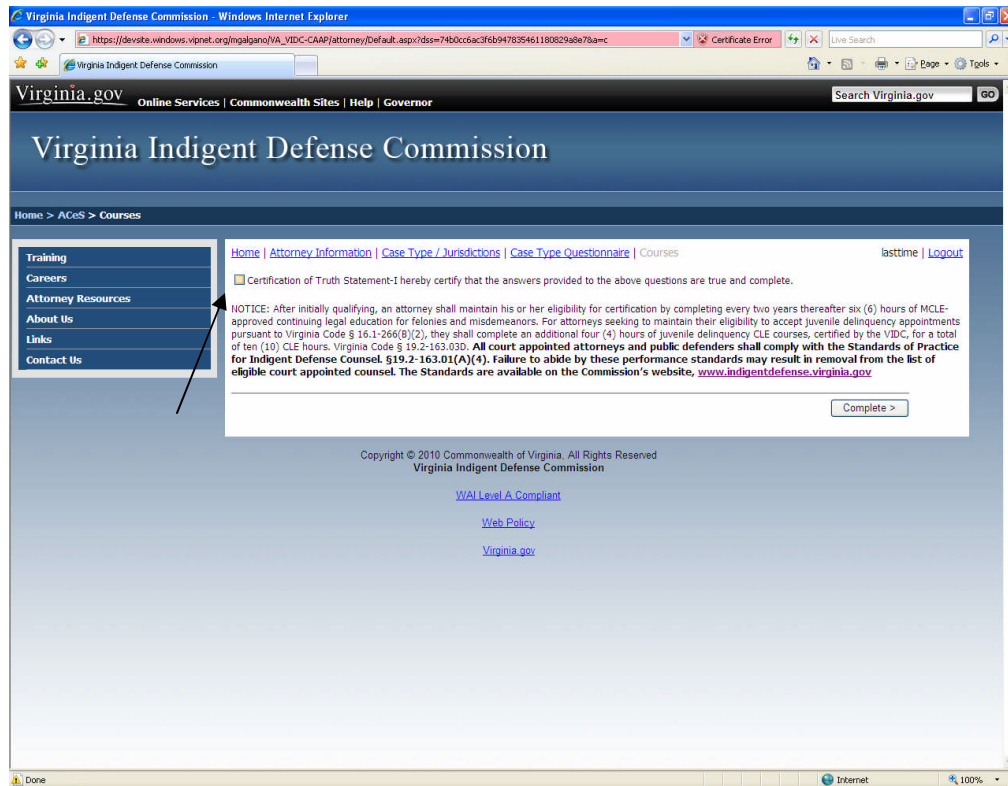 Virginia Indigent Defense Commission - Windows Internet Explorer
https://devsite.windows.vipnet.org/mgalgano/VA_VIDC-CAAP/attorney/Default.aspx?dss=74b0cc6ac3f6b947835461180829a8e78a=c
Certificate Error
Live Search
Virginia Indigent Defense Commission
Page
Tools
Virginia.gov Online Services | Commonwealth Sites | Help | Governor
Search Virginia.gov GO
Virginia Indigent Defense Commission
Home > ACeS > Courses
Training
Careers
Attorney Resources
About Us
Links
Contact Us
Home | Attorney Information | Case Type / Jurisdictions | Case Type Questionnaire | Courses
lasttime | Logout
Certification of Truth Statement-I hereby certify that the answers provided to the above questions are true and complete.
NOTICE: After initially qualifying, an attorney shall maintain his or her eligibility for certification by completing every two years thereafter six (6) hours of MCLE-
approved continuing legal education for felonies and misdemeanors. For attorneys seeking to maintain their eligibility to accept juvenile delinquency appointments
pursuant to Virginia Code § 16.1-266(B)(2), they shall complete an additional four (4) hours of juvenile delinquency CLE courses, certified by the VIDC, for a total
of ten (10) CLE hours. Virginia Code § 19.2-163.03D. All court appointed attorneys and public defenders shall comply with the Standards of Practice
for Indigent Defense Counsel. §19.2-163.01(A)(4). Failure to abide by these performance standards may result in removal from the list of
eligible court appointed counsel. The Standards are available on the Commission's website, www.indigentdefense.virginia.gov
Complete >
Copyright © 2010 Commonwealth of Virginia, All Rights Reserved
Virginia Indigent Defense Commission
WAI Level A Compliant
Web Policy
Virginia.gov
Done
Internet
100%